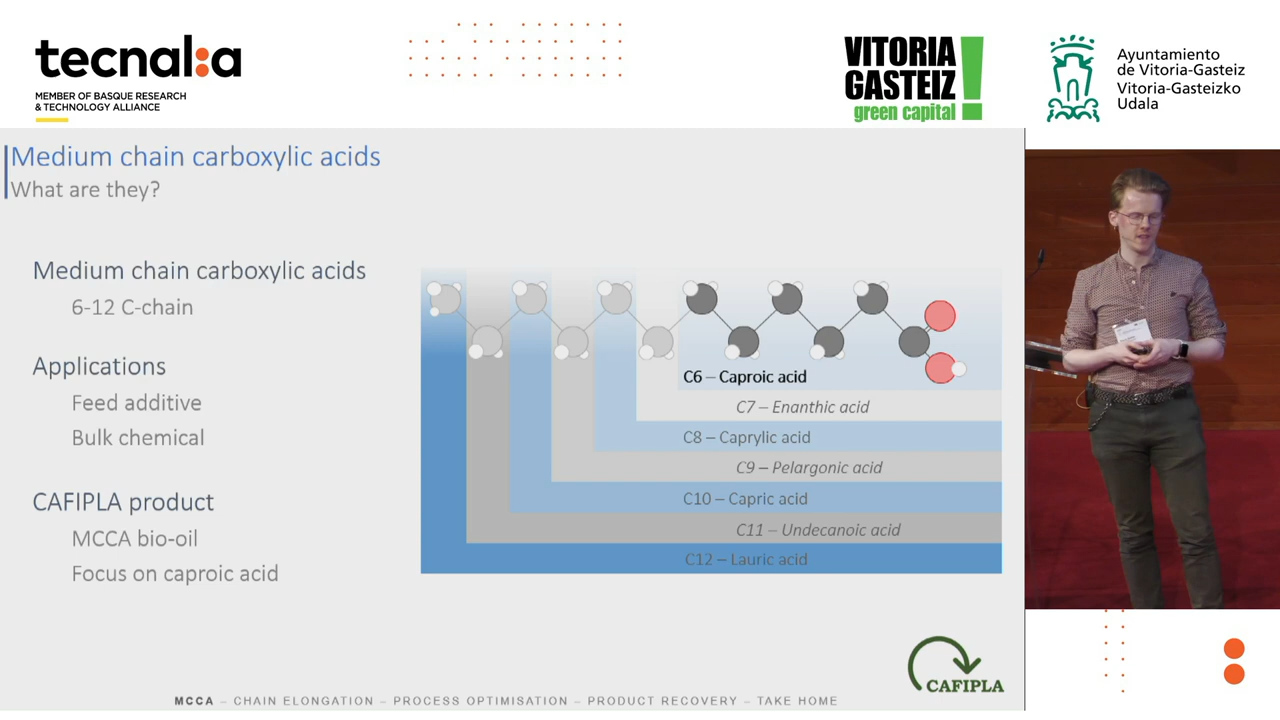 tecnal:a
MEMBER OF BASQUE RESEARCH
& TECHNOLOGY ALLIANCE
VITORIA
GASTEIZ
green capital
Ayuntamiento
de Vitoria-Gasteiz
Vitoria-Gasteizko
Udala
Medium chain carboxylic acids
What are they?
Medium chain carboxylic acids
6-12 C-chain
Applications
Feed additive
Bulk chemical
CAFIPLA product
MCCA bio-oil
Focus on caproic acid
C6 – Caproic acid
C7 – Enanthic acid
C8 – Caprylic acid
C9 – Pelargonic acid
C10 – Capric acid
C11 – Undecanoic acid
C12 – Lauric acid
CAFIPLA
MCCA – CHAIN ELONGATION – PROCESS OPTIMISATION – PRODUCT RECOVERY – TAKE HOME